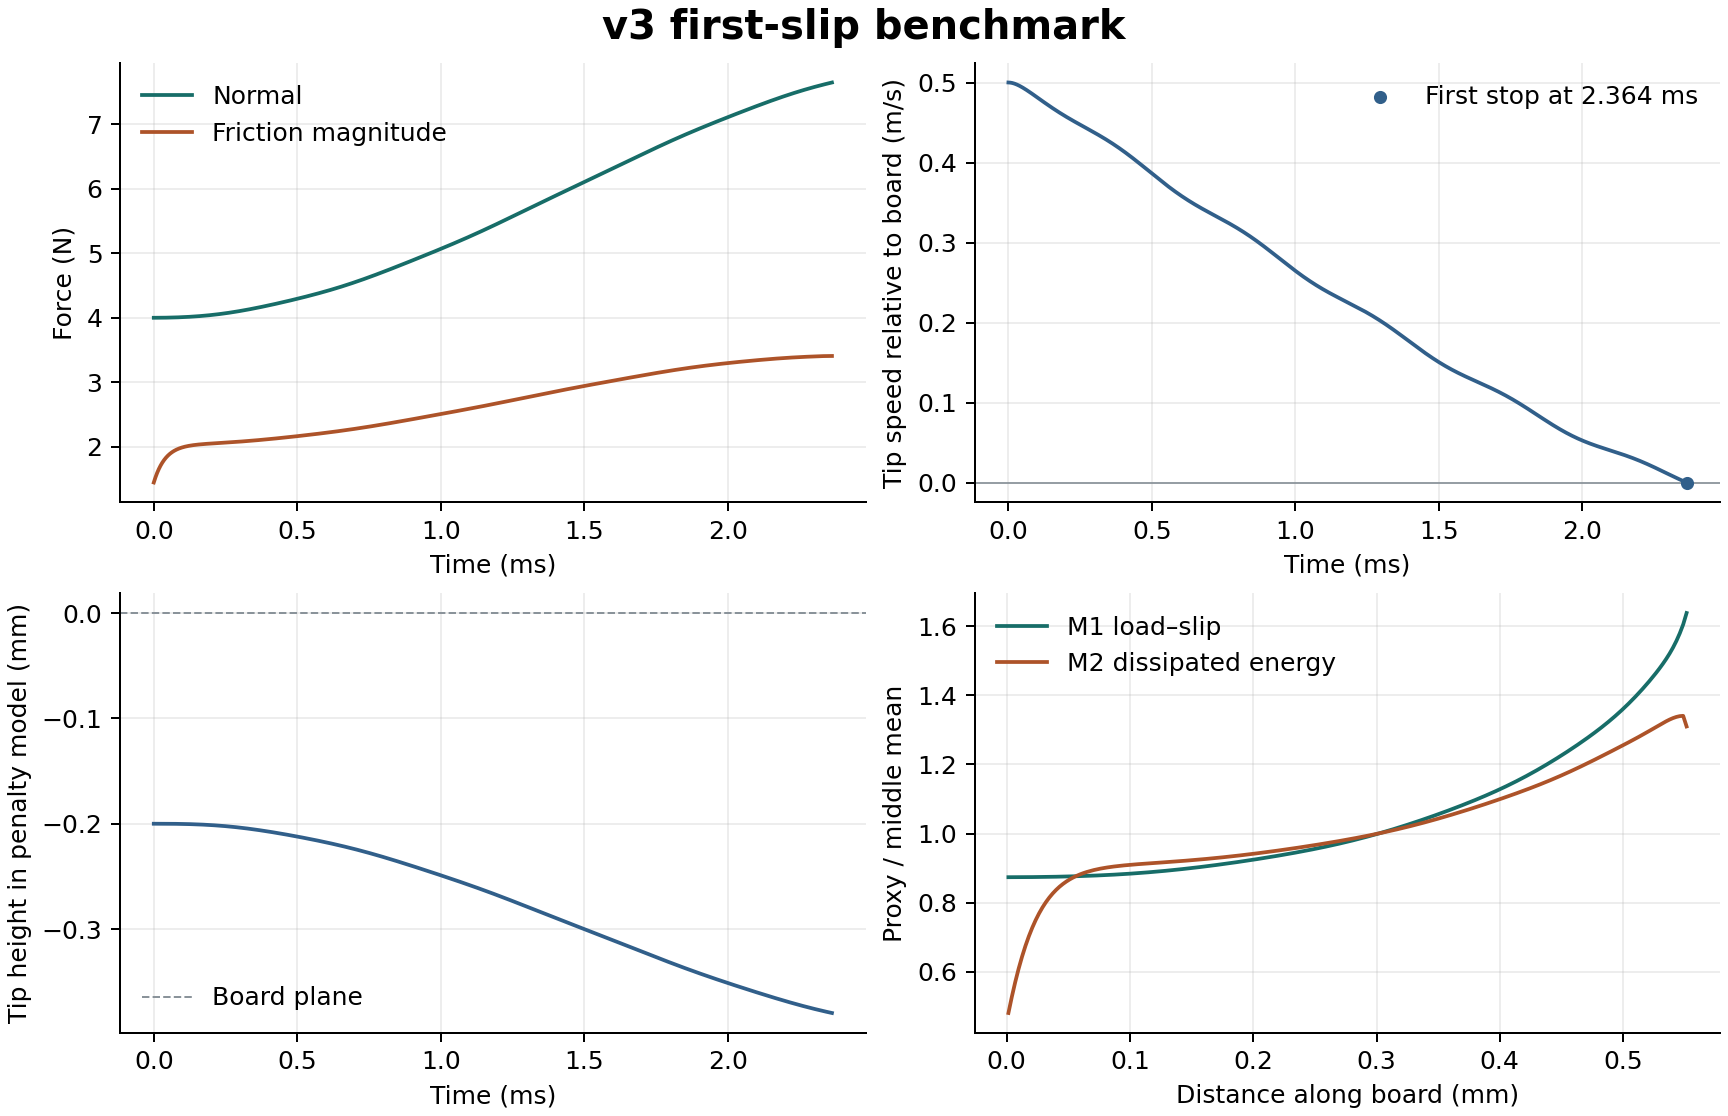 v3 first-slip benchmark
Force (N)
7
6
5
4
3
2
Normal
Friction magnitude
0.0 0.5 1.0 1.5 2.0
Time (ms)
Tip speed relative to board (m/s)
0.5
0.4
0.3
0.2
0.1
0.0
First stop at 2.364 ms
0.0 0.5 1.0 1.5 2.0
Time (ms)
Tip height in penalty model (mm)
0.0
−0.1
−0.2
−0.3
Board plane
0.0 0.5 1.0 1.5 2.0
Time (ms)
Proxy / middle mean
1.6
1.4
1.2
1.0
0.8
0.6
M1 load–slip
M2 dissipated energy
0.0 0.1 0.2 0.3 0.4 0.5
Distance along board (mm)